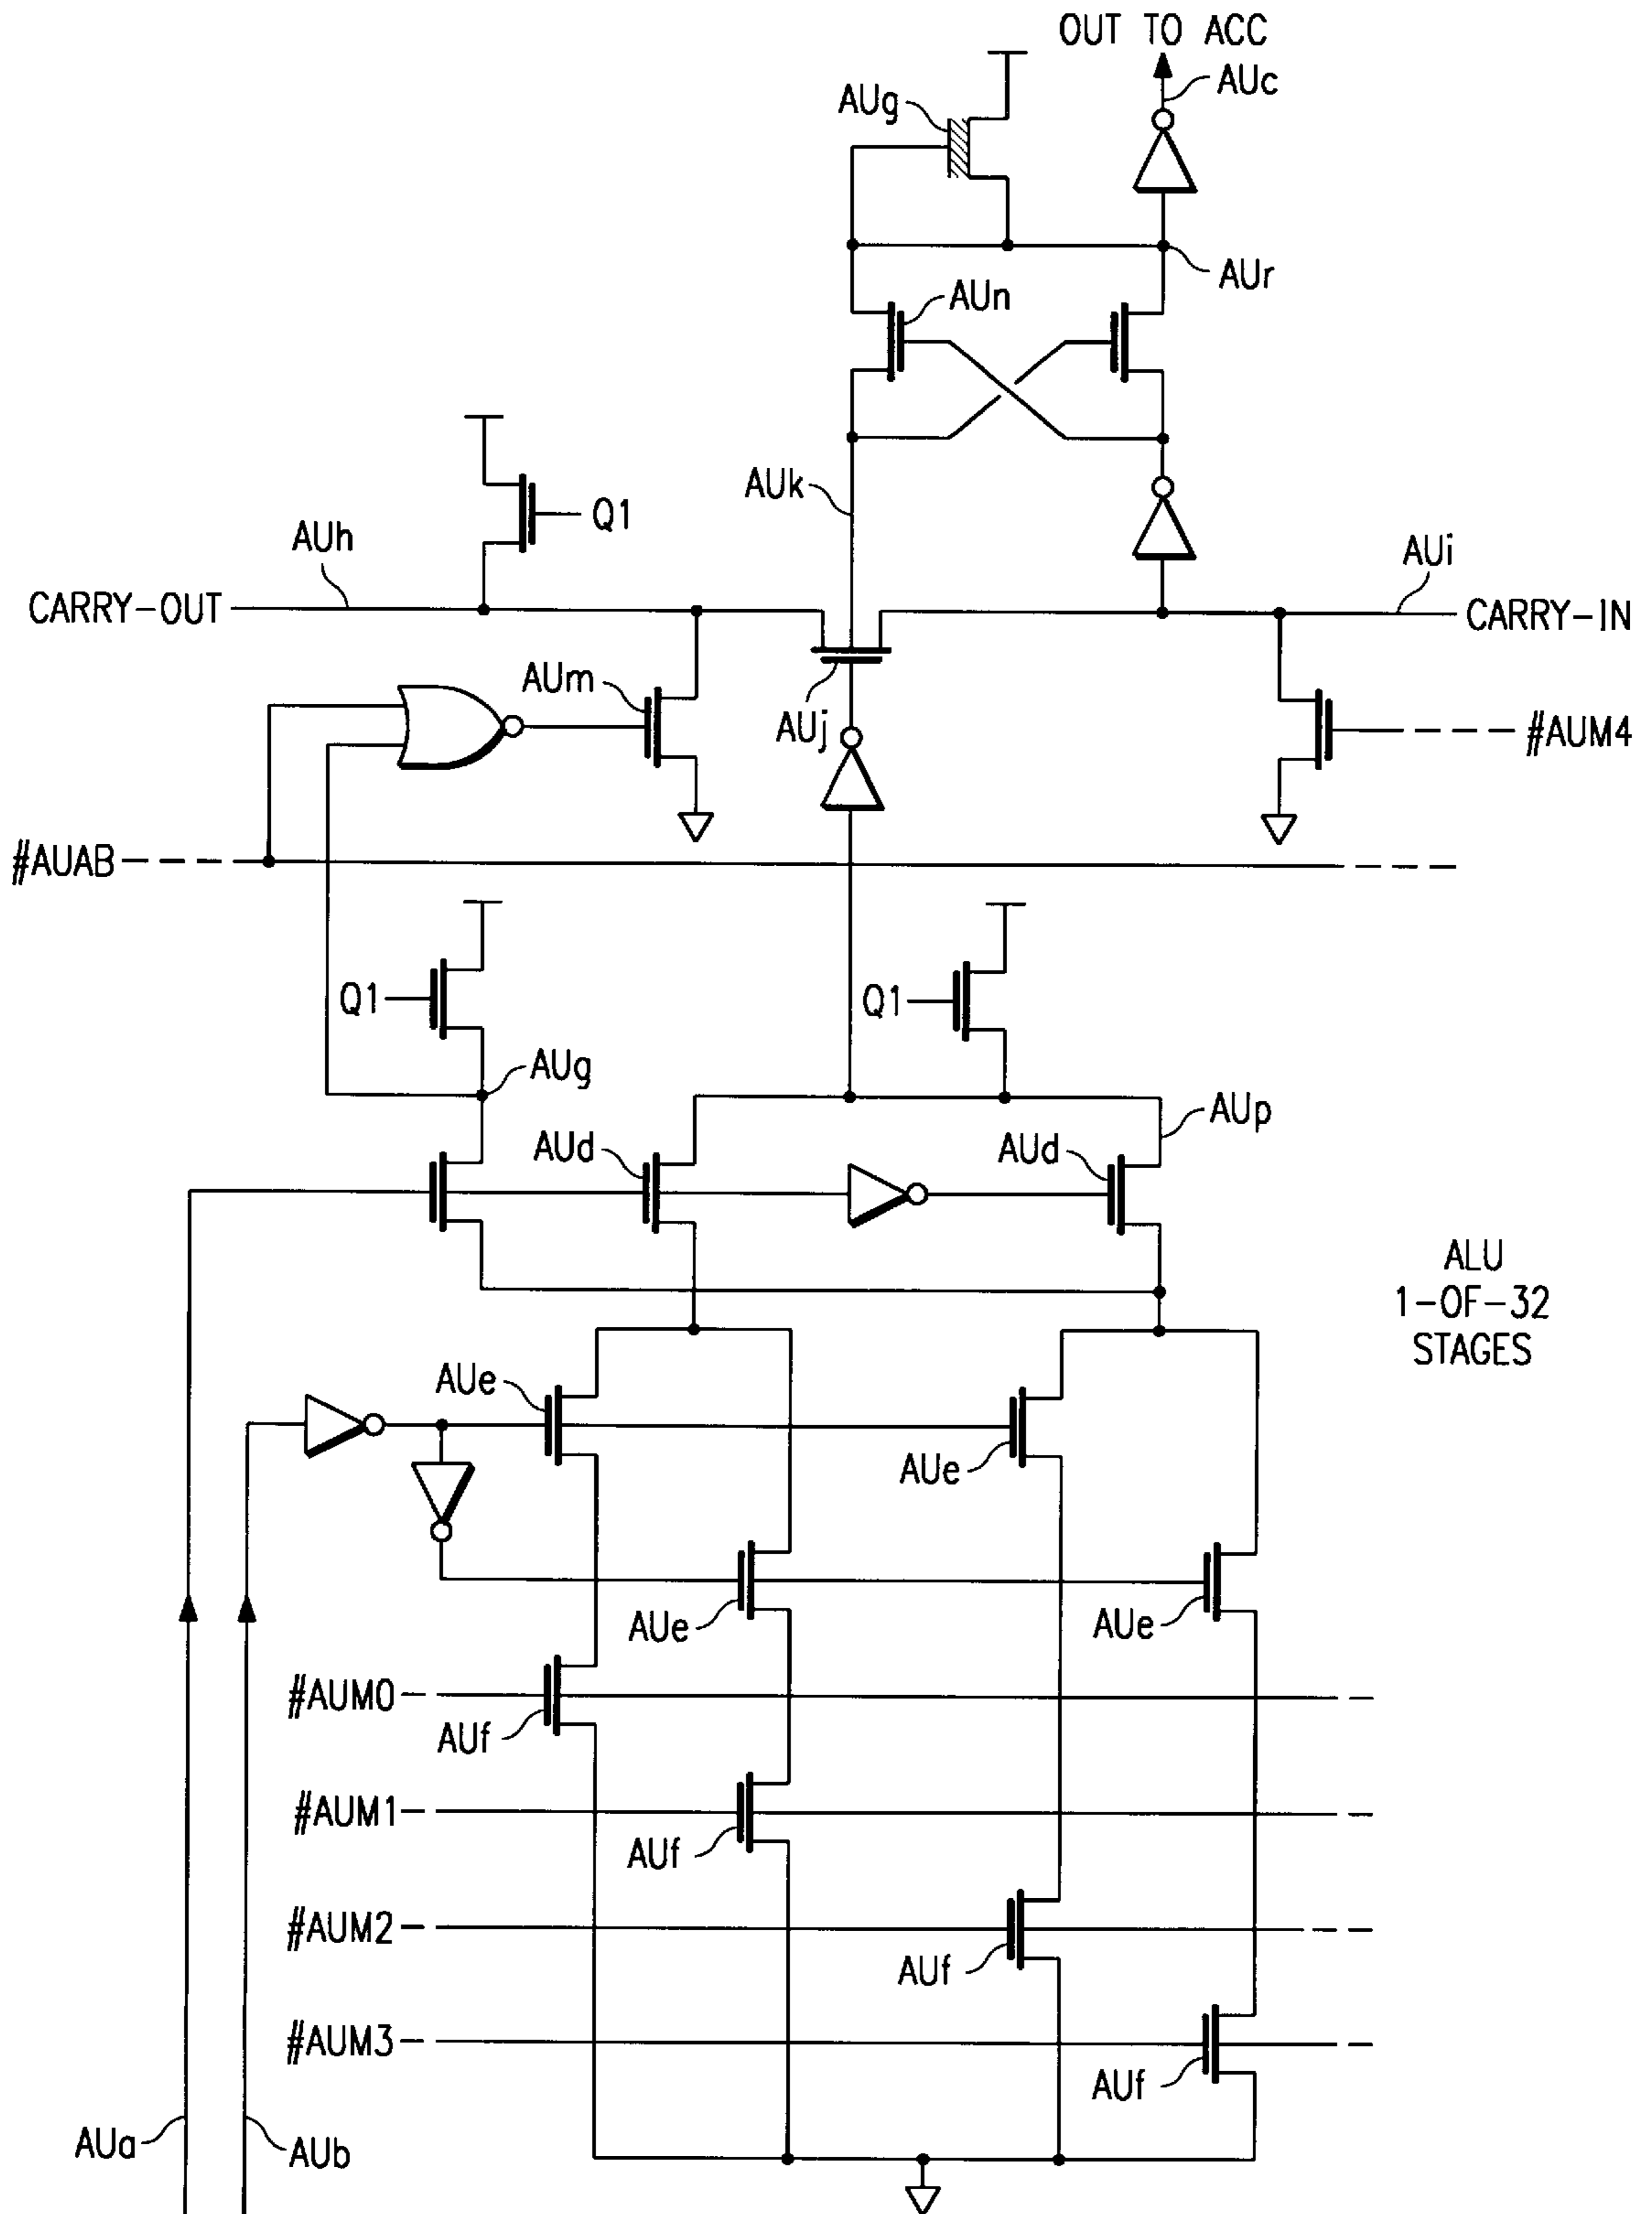 OUT TO ACC
AUc
AUg
AUr
AUn
AUk
Q1
AUh
AUi
CARRY-OUT
CARRY-IN
AUm
AUj
#AUM4
#AUAB
Q1
Q1
AUg
AUp
AUd
AUd
ALU
1-OF-32
STAGES
AUe
AUe
AUe
AUe
#AUM0
AUf
#AUM1
AUf
#AUM2
AUf
#AUM3
AUf
AUa
AUb